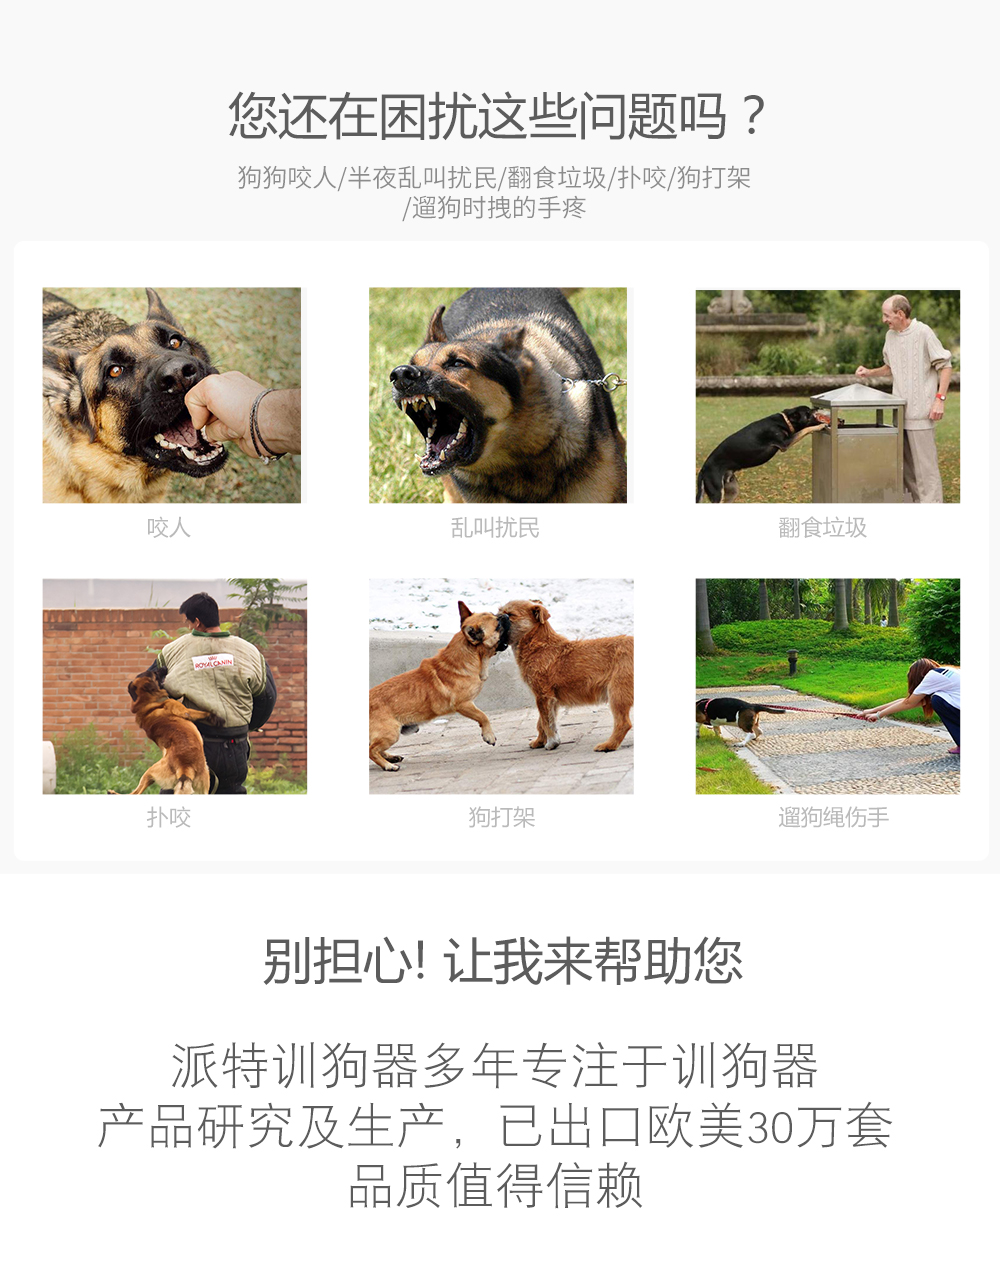 您还在困扰这些问题吗？
狗狗咬人/半夜乱叫扰民/翻食垃圾/扑咬/狗打架
/遛狗时拽的手疼
咬人
乱叫扰民
翻食垃圾
ROYAL CANIN
扑咬
狗打架
遛狗绳伤手
别担心! 让我来帮助您
派特训狗器多年专注于训狗器
产品研究及生产，已出口欧美30万套
品质值得信赖